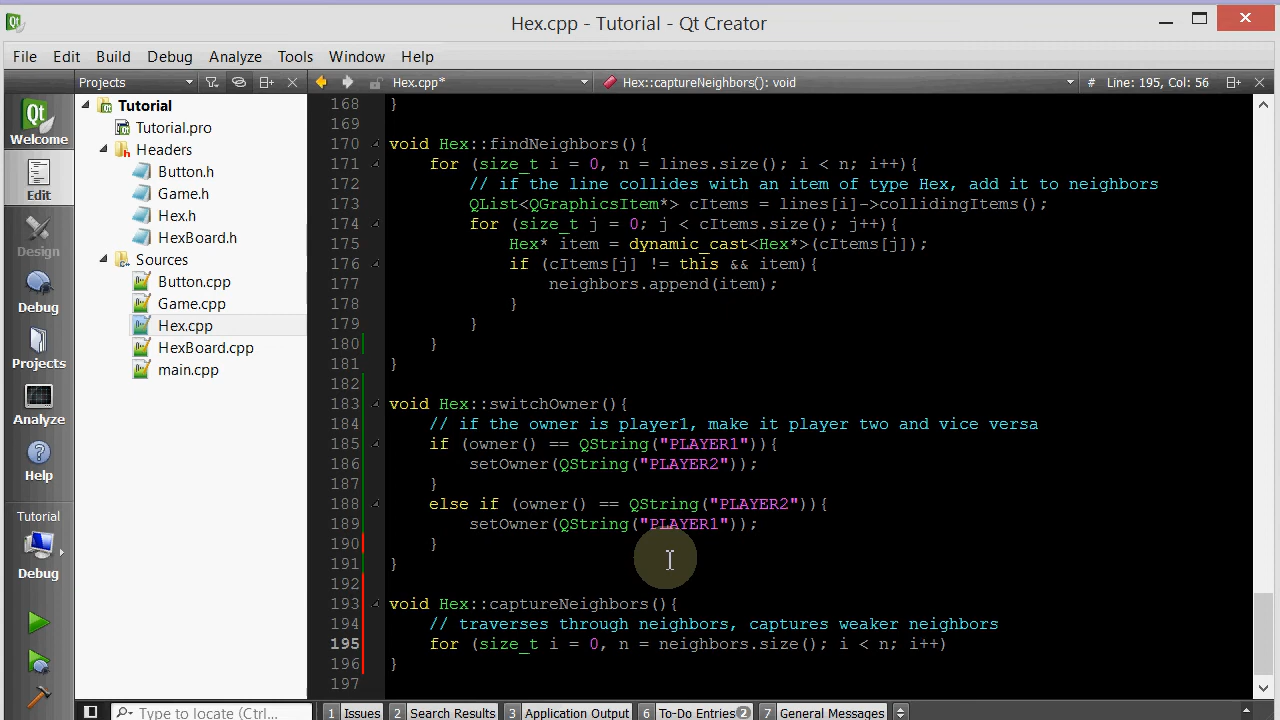 Hex.cpp - Tutorial - Qt Creator
File Edit Build Debug Analyze Tools Window Help
Projects Hex.cpp* Hex::captureNeighbors(): void # Line: 195, Col: 56
Welcome
Edit
Design
Debug
Projects
Analyze
Help
Tutorial
Debug
Tutorial
Tutorial.pro
Headers
Button.h
Game.h
Hex.h
HexBoard.h
Sources
Button.cpp
Game.cpp
Hex.cpp
HexBoard.cpp
main.cpp
168 }
169
170 void Hex::findNeighbors(){
171 for (size_t i = 0, n = lines.size(); i < n; i++){
172 // if the line collides with an item of type Hex, add it to neighbors
173 QList<QGraphicsItem*> cItems = lines[i]->collidingItems();
174 for (size_t j = 0; j < cItems.size(); j++){
175 Hex* item = dynamic_cast<Hex*>(cItems[j]);
176 if (cItems[j] != this && item){
177 neighbors.append(item);
178 }
179 }
180 }
181 }
182
183 void Hex::switchOwner(){
184 // if the owner is player1, make it player two and vice versa
185 if (owner() == QString("PLAYER1")){
186 setOwner(QString("PLAYER2"));
187 }
188 else if (owner() == QString("PLAYER2")){
189 setOwner(QString("PLAYER1"));
190 }
191 }
192
193 void Hex::captureNeighbors(){
194 // traverses through neighbors, captures weaker neighbors
195 for (size_t i = 0, n = neighbors.size(); i < n; i++)
196 }
197
Type to locate (Ctrl... 1 Issues 2 Search Results 3 Application Output 6 To-Do Entries 2 7 General Messages